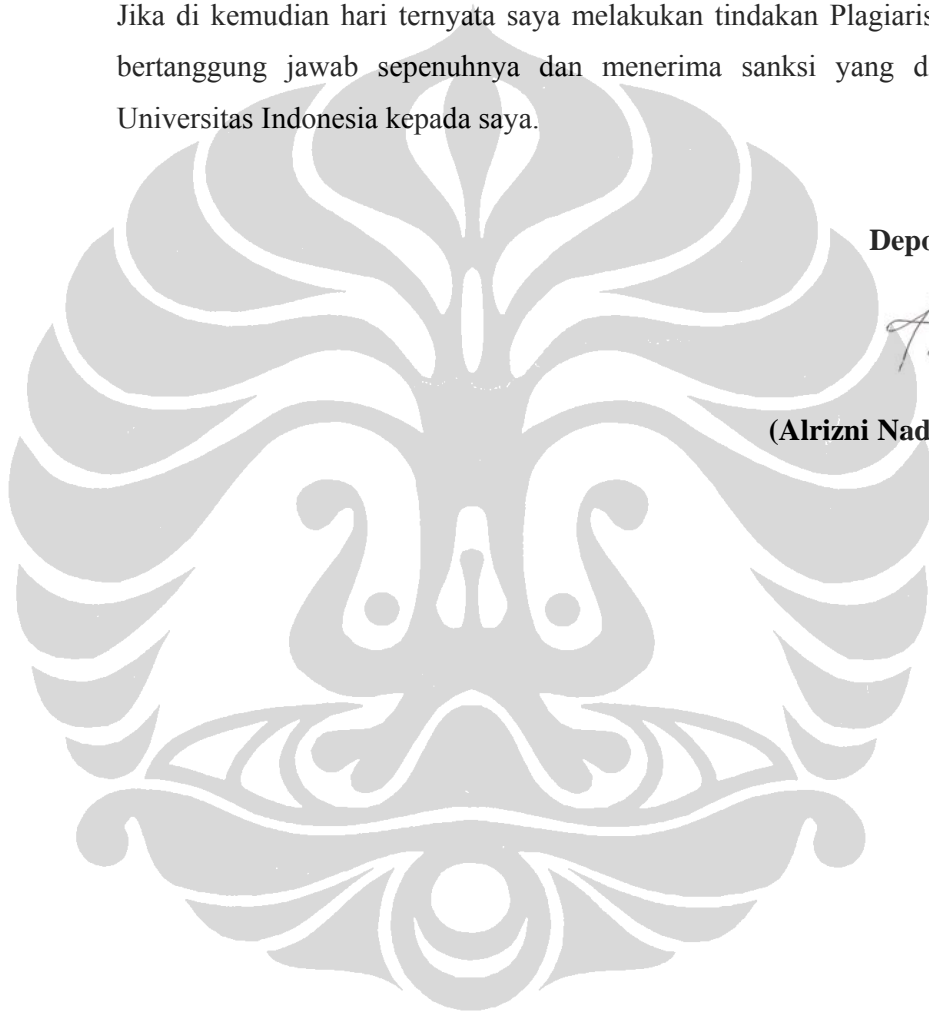 Jika di kemudian hari ternyata saya melakukan tindakan Plagiaris
bertanggung jawab sepenuhnya dan menerima sanksi yang d
Universitas Indonesia kepada saya.
Depo
(Alrizni Nad